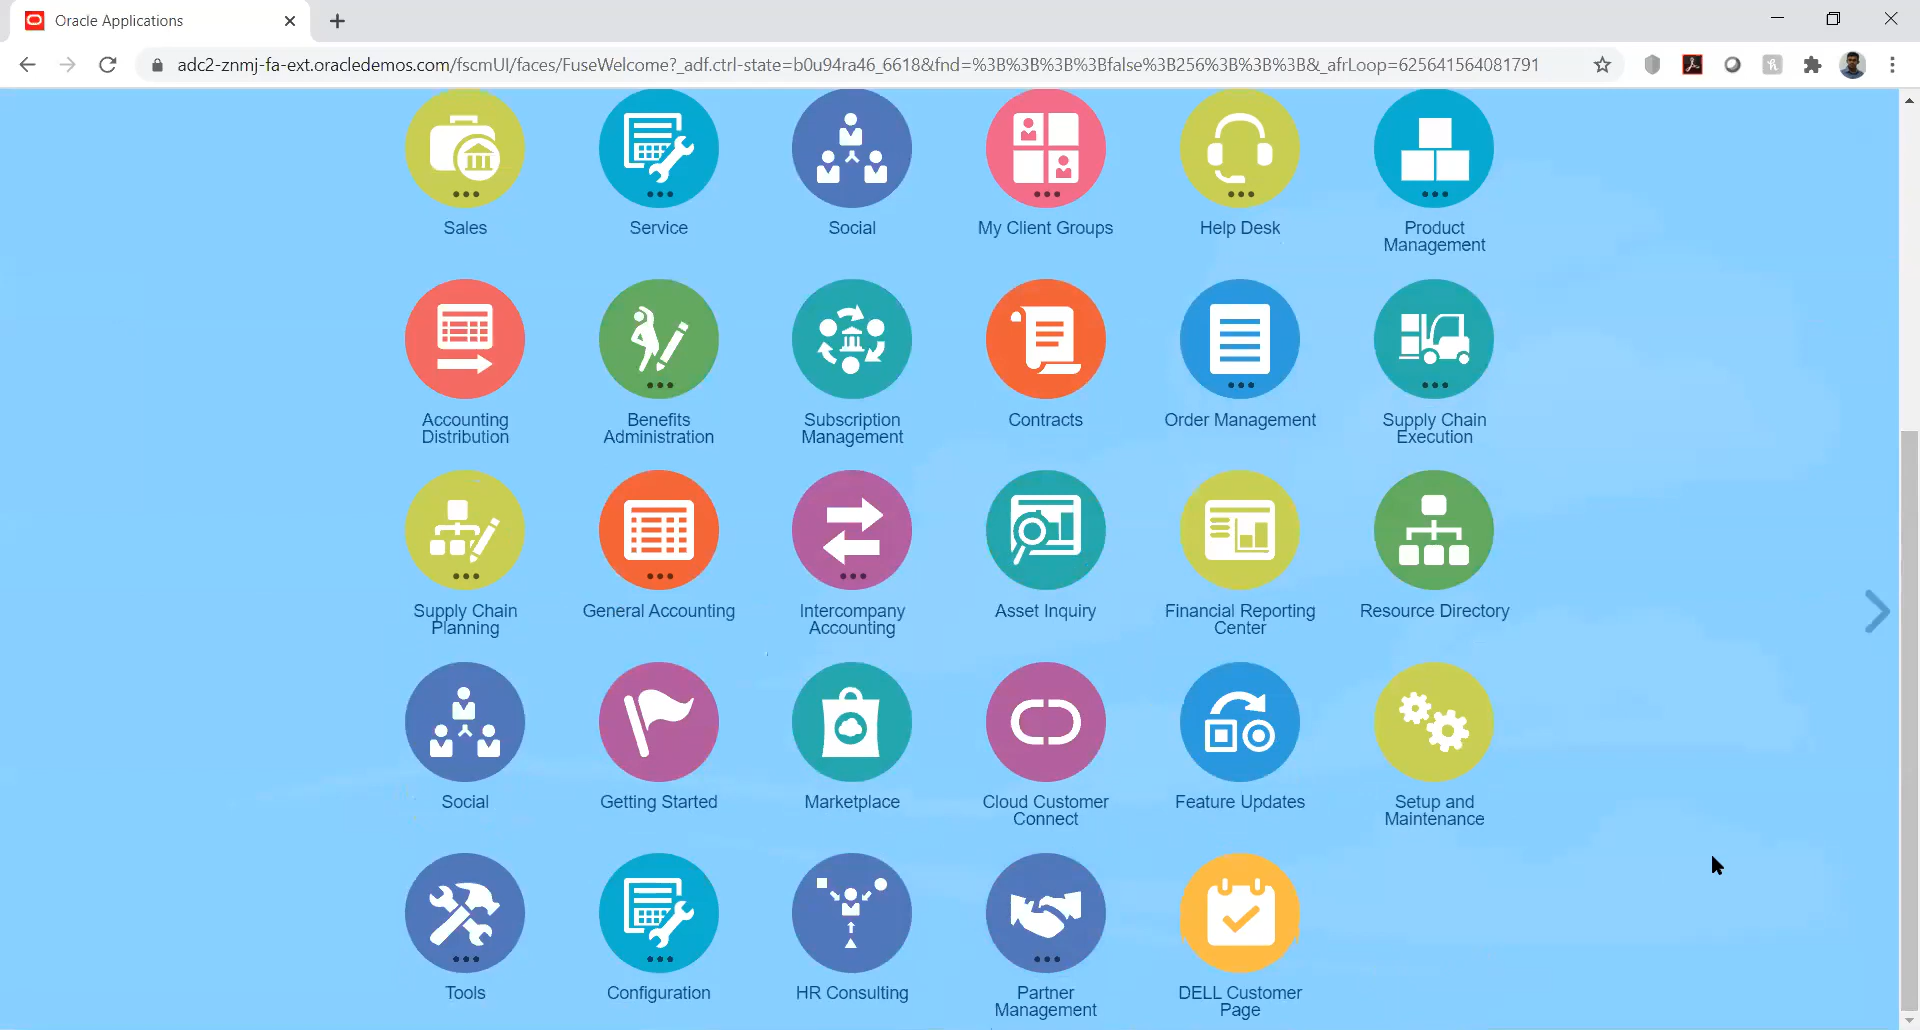 Oracle Applications
adc2-znmj-fa-ext.oracledemos.com/fscmUI/faces/FuseWelcome?_adf.ctrl-state=b0u94ra46_6618&fnd=%3B%3B%3B%3Bfalse%3B256%3B%3B%3B&_afrLoop=625641564081791
Sales
Service
Social
My Client Groups
Help Desk
Product
Management
Accounting
Distribution
Benefits
Administration
Subscription
Management
Contracts
Order Management
Supply Chain
Execution
Supply Chain
Planning
General Accounting
Intercompany
Accounting
Asset Inquiry
Financial Reporting
Center
Resource Directory
Social
Getting Started
Marketplace
Cloud Customer
Connect
Feature Updates
Setup and
Maintenance
Tools
Configuration
HR Consulting
Partner
Management
DELL Customer
Page